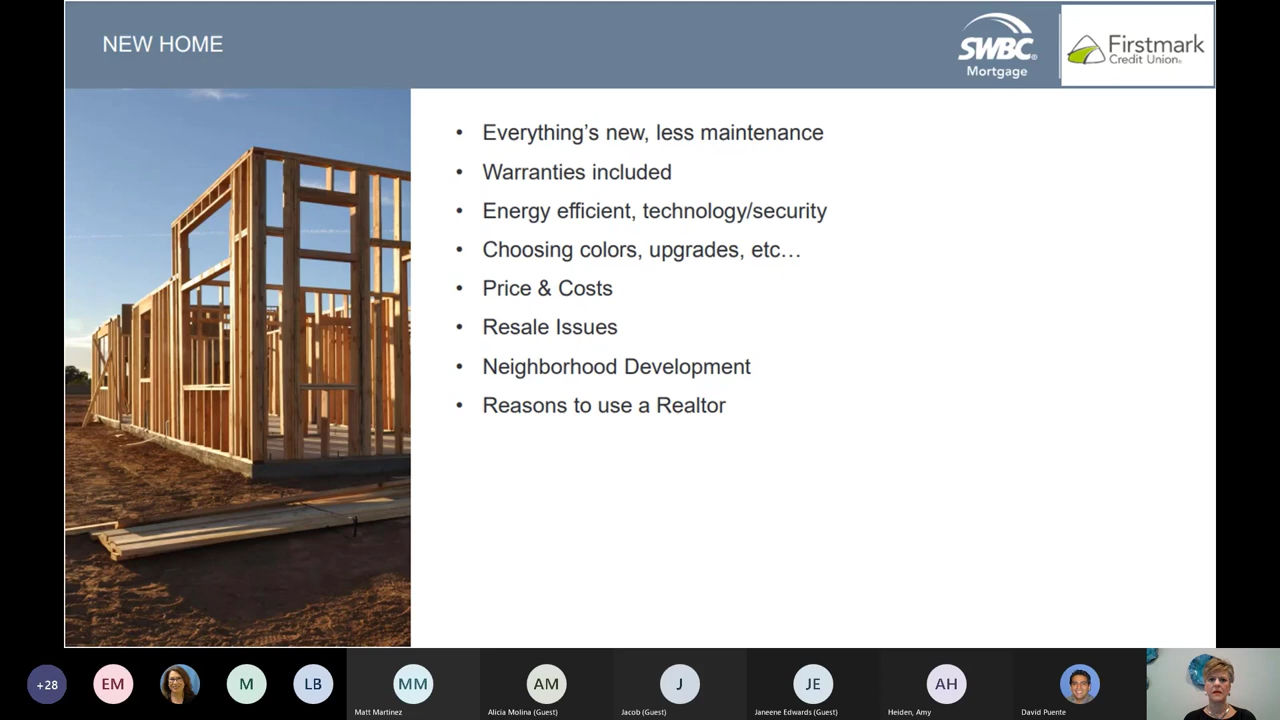 NEW HOME
SWBC®
Mortgage
Firstmark
Credit Union®
• Everything's new, less maintenance
• Warranties included
• Energy efficient, technology/security
• Choosing colors, upgrades, etc…
• Price & Costs
• Resale Issues
• Neighborhood Development
• Reasons to use a Realtor
+28
EM
M
LB
MM
AM
J
JE
AH
Matt Martinez
Alicia Molina (Guest)
Jacob (Guest)
Janeene Edwards (Guest)
Heiden, Amy
David Puente